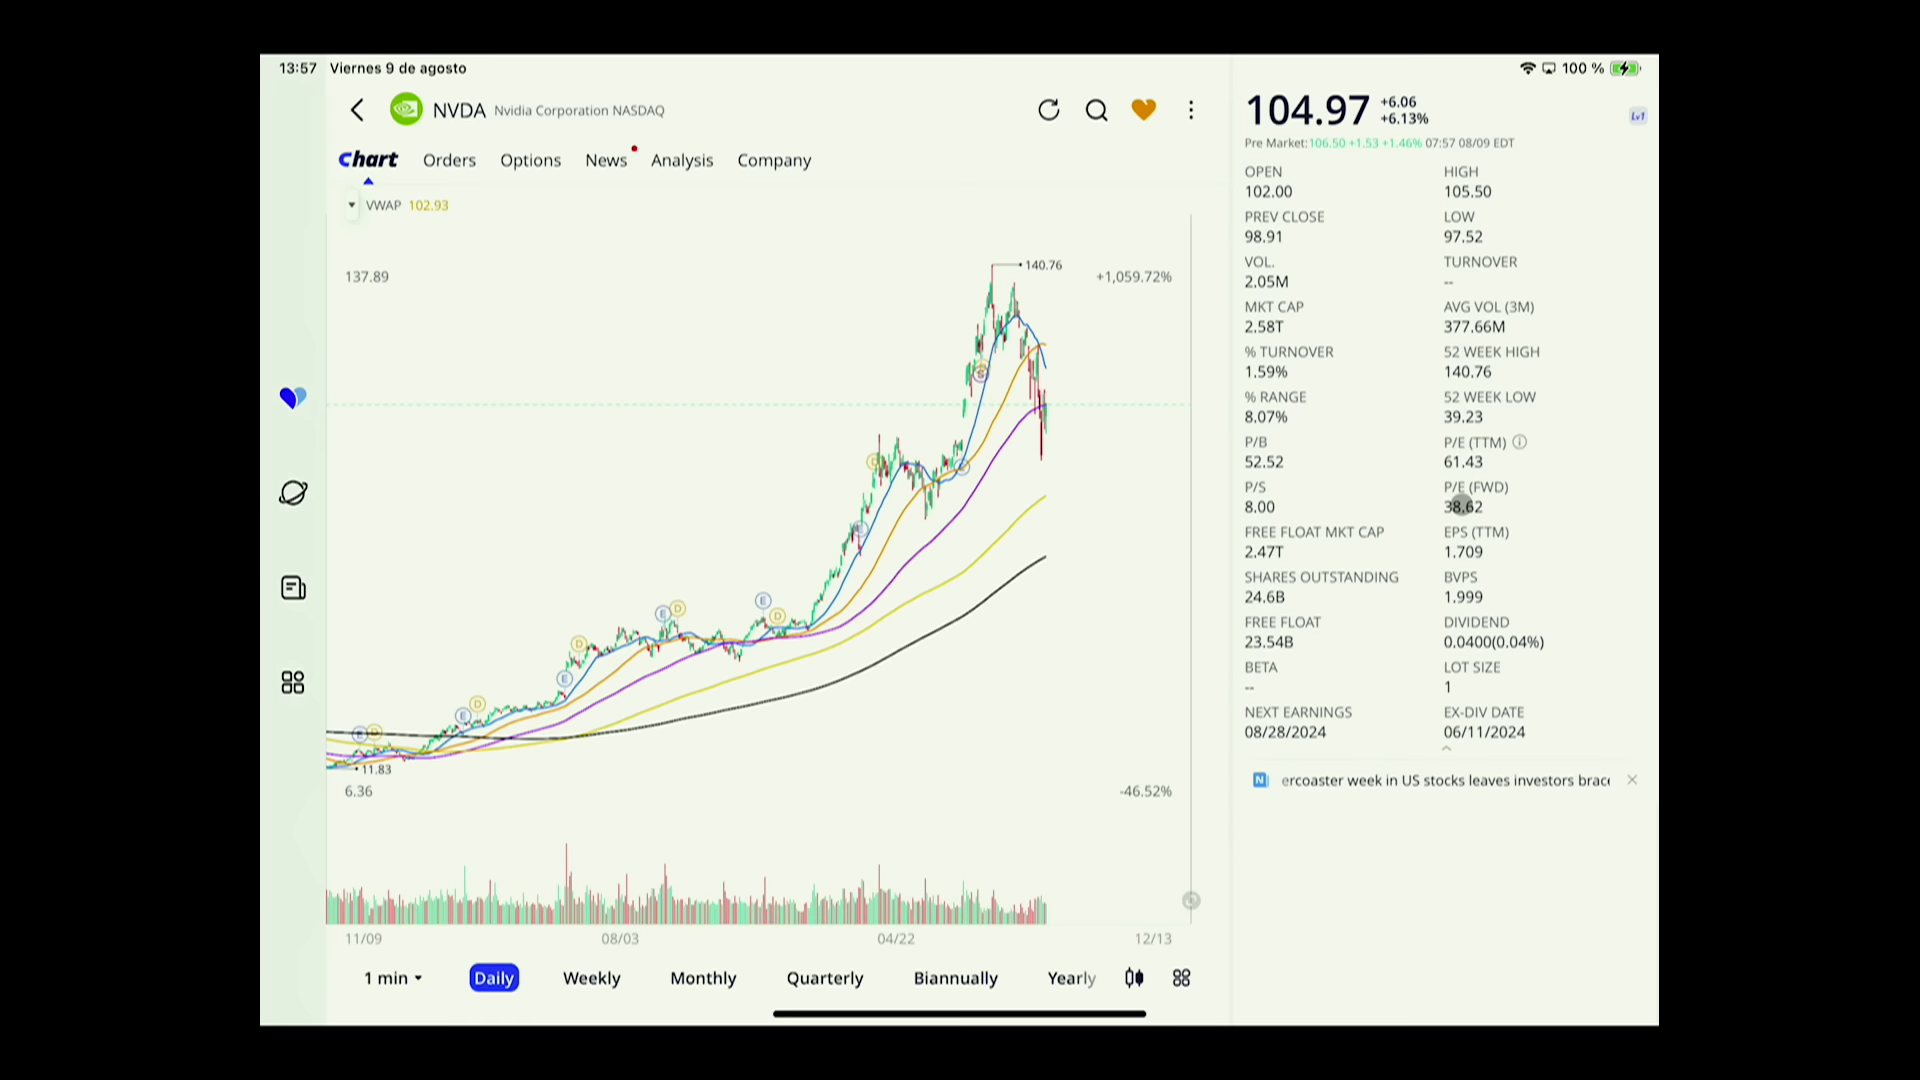 13:57 Viernes 9 de agosto
100 %
NVDA Nvidia Corporation NASDAQ
Chart Orders Options News Analysis Company
VWAP 102.93
137.89
+1,059.72%
140.76
11.83
6.36
-46.52%
E D
E D
E
D
E D
E D
E
D
11/09 08/03 04/22 12/13
1 min Daily Weekly Monthly Quarterly Biannually Yearly
104.97 +6.06
+6.13%
Lv1
Pre Market:106.50 +1.53 +1.46% 07:57 08/09 EDT
OPEN HIGH
102.00 105.50
PREV CLOSE LOW
98.91 97.52
VOL. TURNOVER
2.05M --
MKT CAP AVG VOL (3M)
2.58T 377.66M
% TURNOVER 52 WEEK HIGH
1.59% 140.76
% RANGE 52 WEEK LOW
8.07% 39.23
P/B P/E (TTM)
52.52 61.43
P/S P/E (FWD)
8.00 38.62
FREE FLOAT MKT CAP EPS (TTM)
2.47T 1.709
SHARES OUTSTANDING BVPS
24.6B 1.999
FREE FLOAT DIVIDEND
23.54B 0.0400(0.04%)
BETA LOT SIZE
-- 1
NEXT EARNINGS EX-DIV DATE
08/28/2024 06/11/2024
N ercoaster week in US stocks leaves investors brace